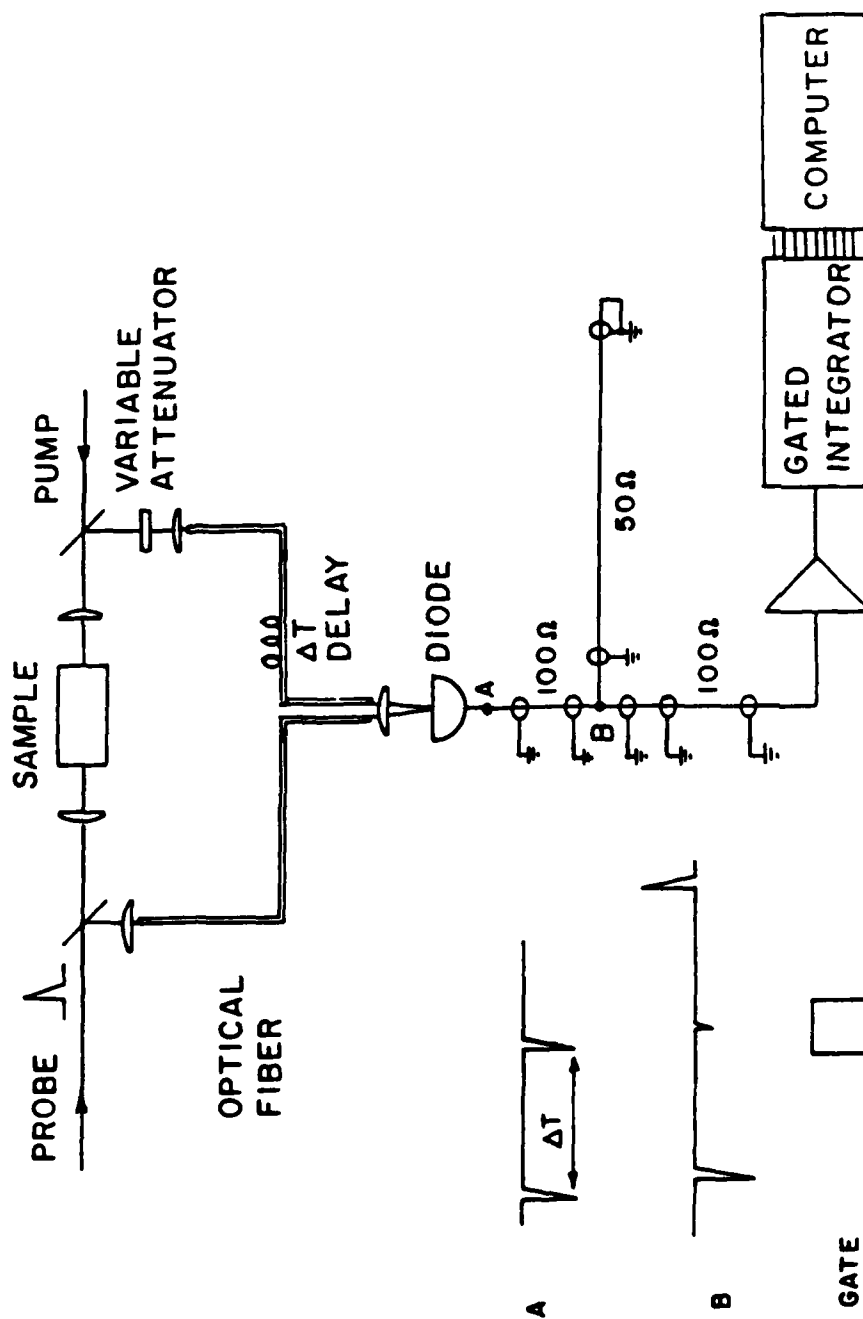 PROBE
SAMPLE
PUMP
VARIABLE
ATTENUATOR
OPTICAL
FIBER
ΔT
DELAY
DIODE
A
100Ω
B
50Ω
100Ω
GATED
INTEGRATOR
COMPUTER
A
ΔT
B
GATE